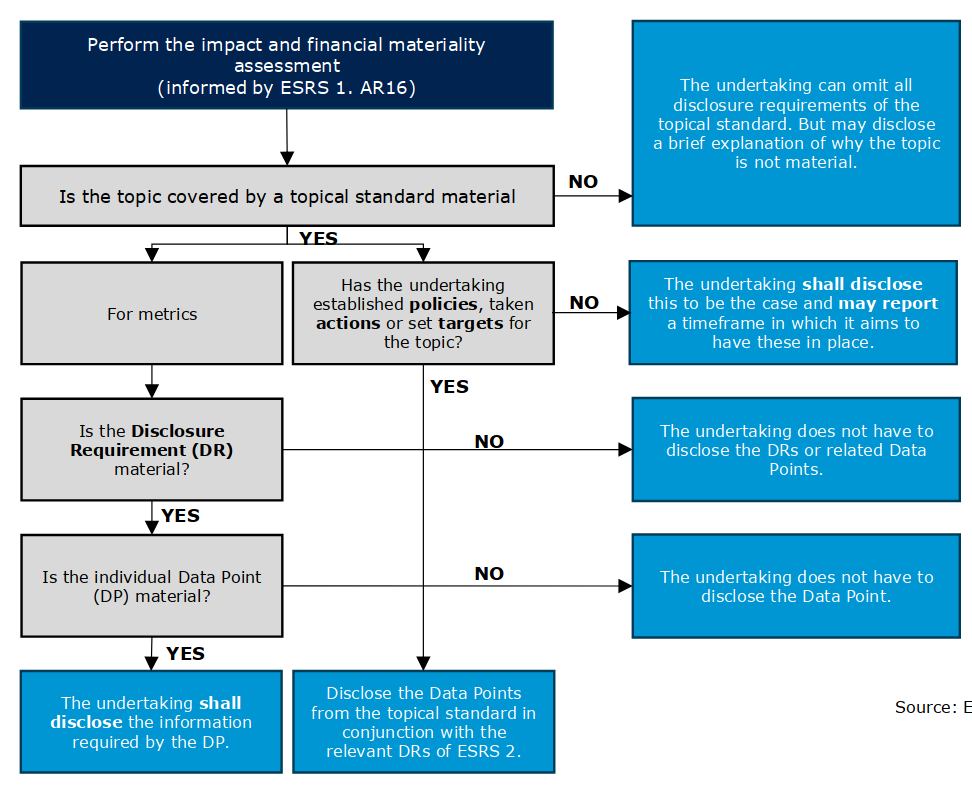 Perform the impact and financial materiality
assessment
(informed by ESRS 1. AR16)
The undertaking can omit all
disclosure requirements of the
topical standard. But may disclose
a brief explanation of why the topic
is not material.
Is the topic covered by a topical standard material
NO
YES
For metrics
Has the undertaking
established policies, taken
actions or set targets for
the topic?
NO
The undertaking shall disclose
this to be the case and may report
a timeframe in which it aims to
have these in place.
YES
Is the Disclosure
Requirement (DR)
material?
NO
The undertaking does not have to
disclose the DRs or related Data
Points.
YES
Is the individual Data Point
(DP) material?
NO
The undertaking does not have to
disclose the Data Point.
YES
The undertaking shall
disclose the information
required by the DP.
Disclose the Data Points
from the topical standard in
conjunction with the
relevant DRs of ESRS 2.
Source: E